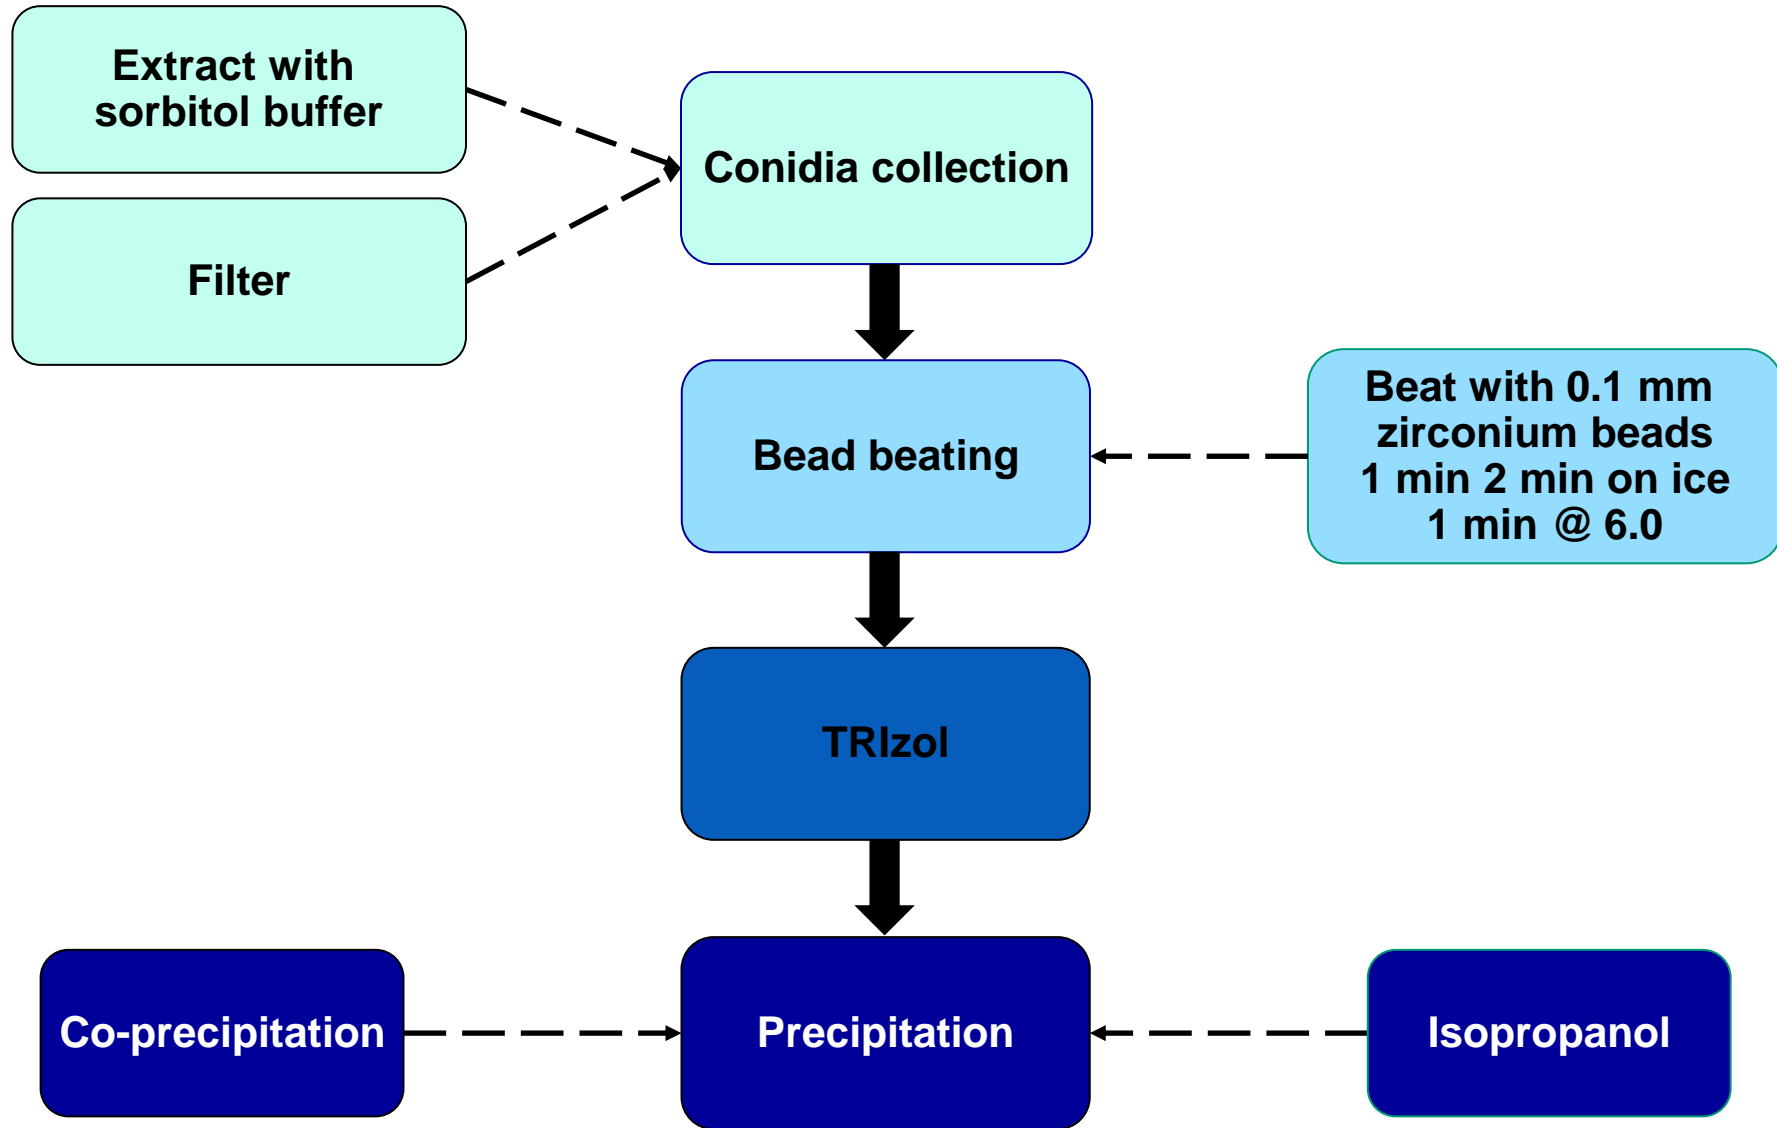 Extract with
sorbitol buffer
Conidia collection
Filter
Beat with 0.1 mm
zirconium beads
1 min 2 min on ice
1 min @ 6.0
Bead beating
TRIzol
Co-precipitation
Precipitation
Isopropanol